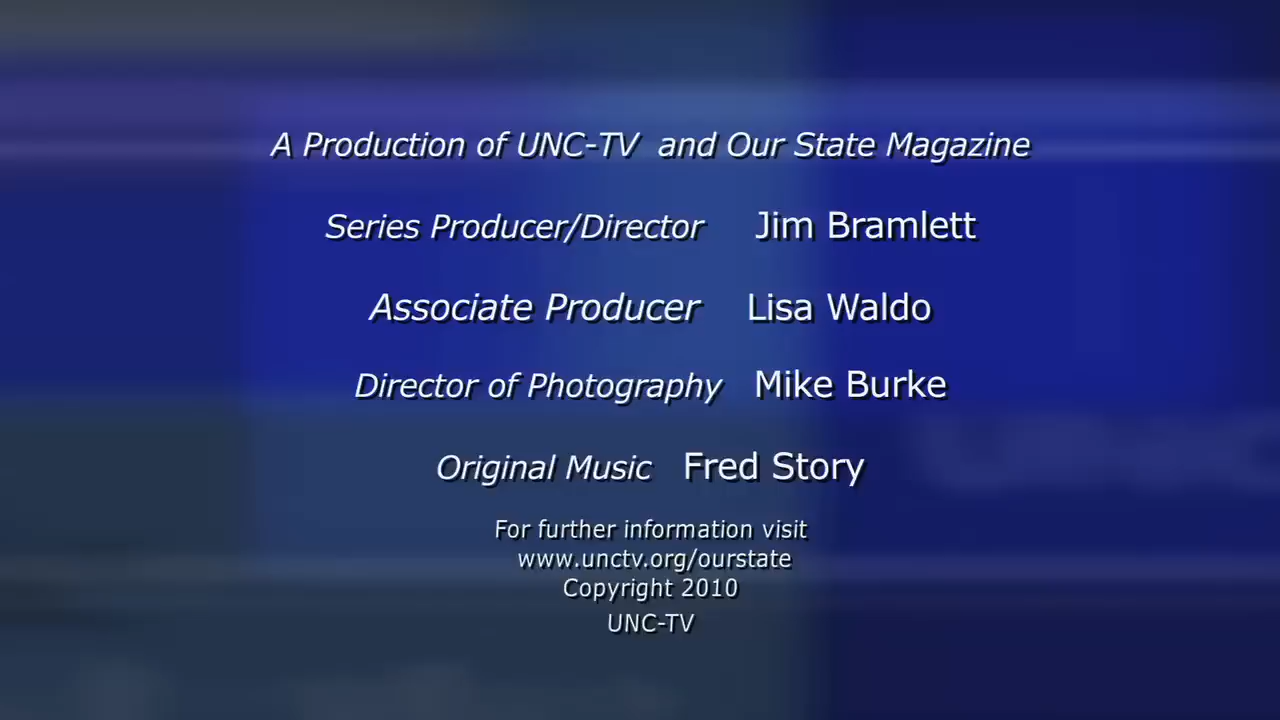 A Production of UNC-TV and Our State Magazine
Series Producer/Director Jim Bramlett
Associate Producer Lisa Waldo
Director of Photography Mike Burke
Original Music Fred Story
For further information visit
www.unctv.org/ourstate
Copyright 2010
UNC-TV